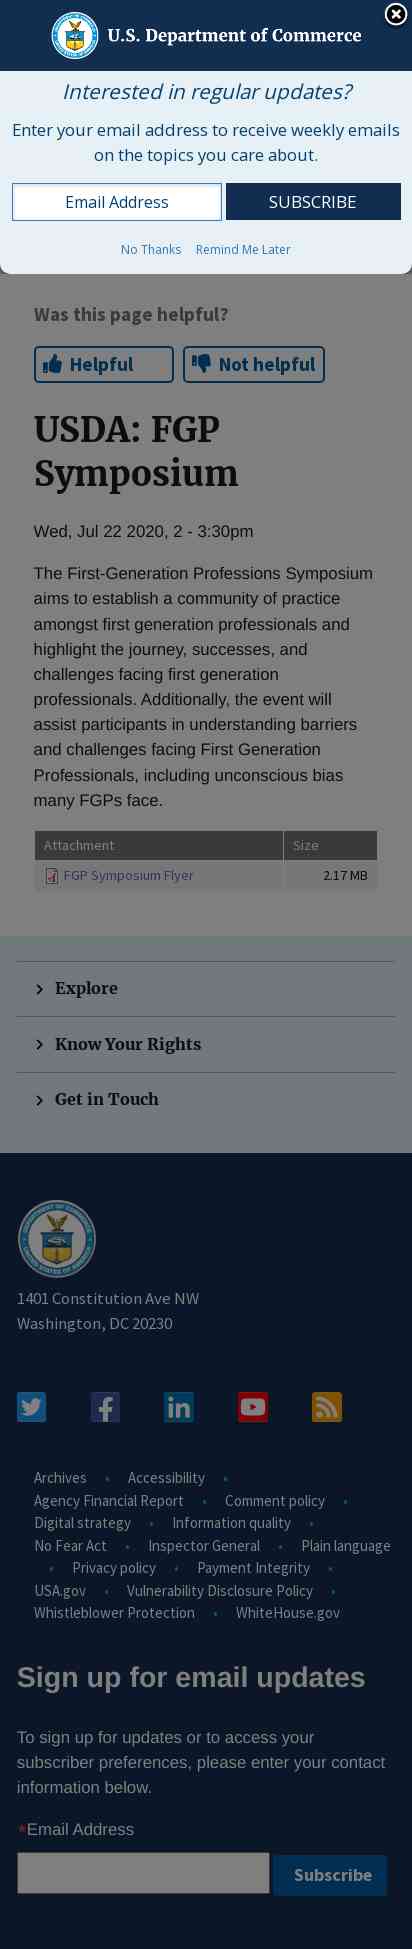 U.S. Department of Commerce
Interested in regular updates?
Enter your email address to receive weekly emails
on the topics you care about.
Email Address SUBSCRIBE
No Thanks Remind Me Later
Was this page helpful?
Helpful Not helpful
USDA: FGP
Symposium
Wed, Jul 22 2020, 2 - 3:30pm
The First-Generation Professions Symposium
aims to establish a community of practice
amongst first generation professionals and
highlight the journey, successes, and
challenges facing first generation
professionals. Additionally, the event will
assist participants in understanding barriers
and challenges facing First Generation
Professionals, including unconscious bias
many FGPs face.
Attachment Size
FGP Symposium Flyer 2.17 MB
Explore
Know Your Rights
Get in Touch
1401 Constitution Ave NW
Washington, DC 20230
Archives • Accessibility •
Agency Financial Report • Comment policy •
Digital strategy • Information quality •
No Fear Act • Inspector General • Plain language
• Privacy policy • Payment Integrity •
USA.gov • Vulnerability Disclosure Policy •
Whistleblower Protection • WhiteHouse.gov
Sign up for email updates
To sign up for updates or to access your
subscriber preferences, please enter your contact
information below.
*Email Address
Subscribe